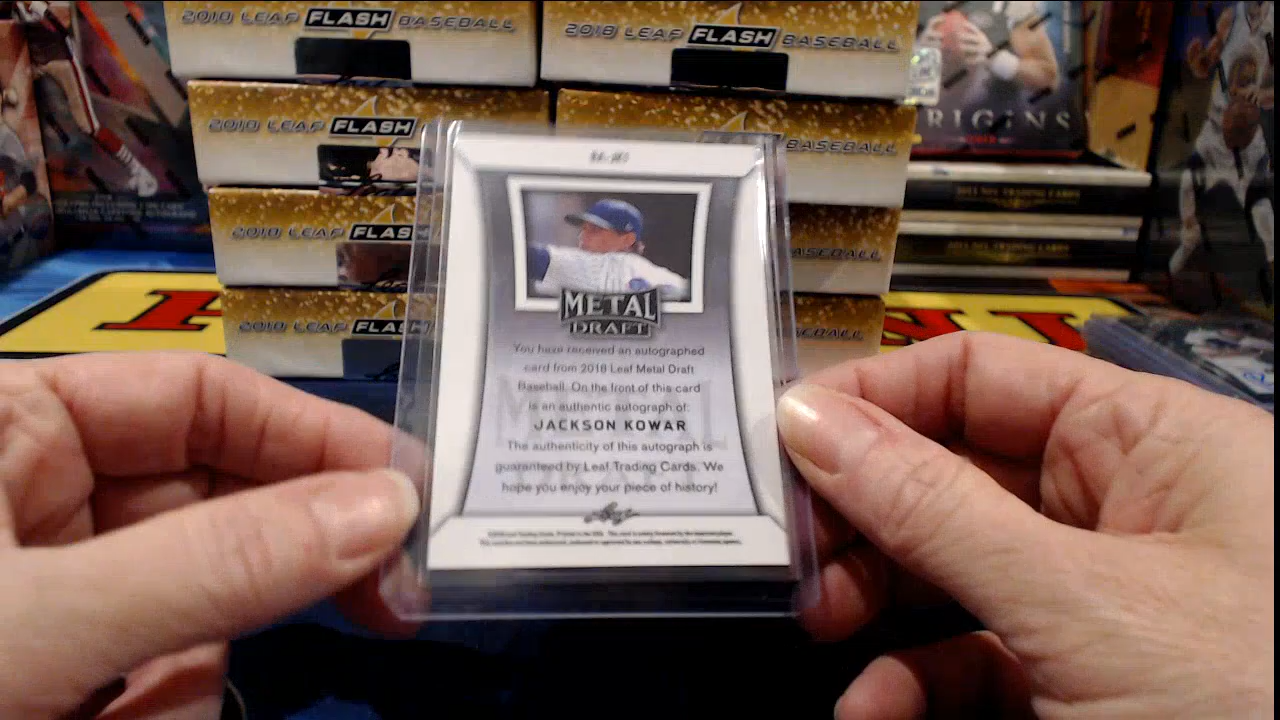 2018 LEAF FLASH BASEBALL
2018 LEAF FLASH BASEBALL
2018 LEAF FLASH
BASEBALL
2018 LEAF FLAS
BASEBALL
2018 LEAF FLAS
BASEBALL
RIGINS
METAL
DRAFT
You have received an autographed
card from 2018 Leaf Metal Draft
Baseball. On the front of this card
is an authentic autograph of:
JACKSON KOWAR
The authenticity of this autograph is
guaranteed by Leaf Trading Cards. We
hope you enjoy your piece of history!
Leaf